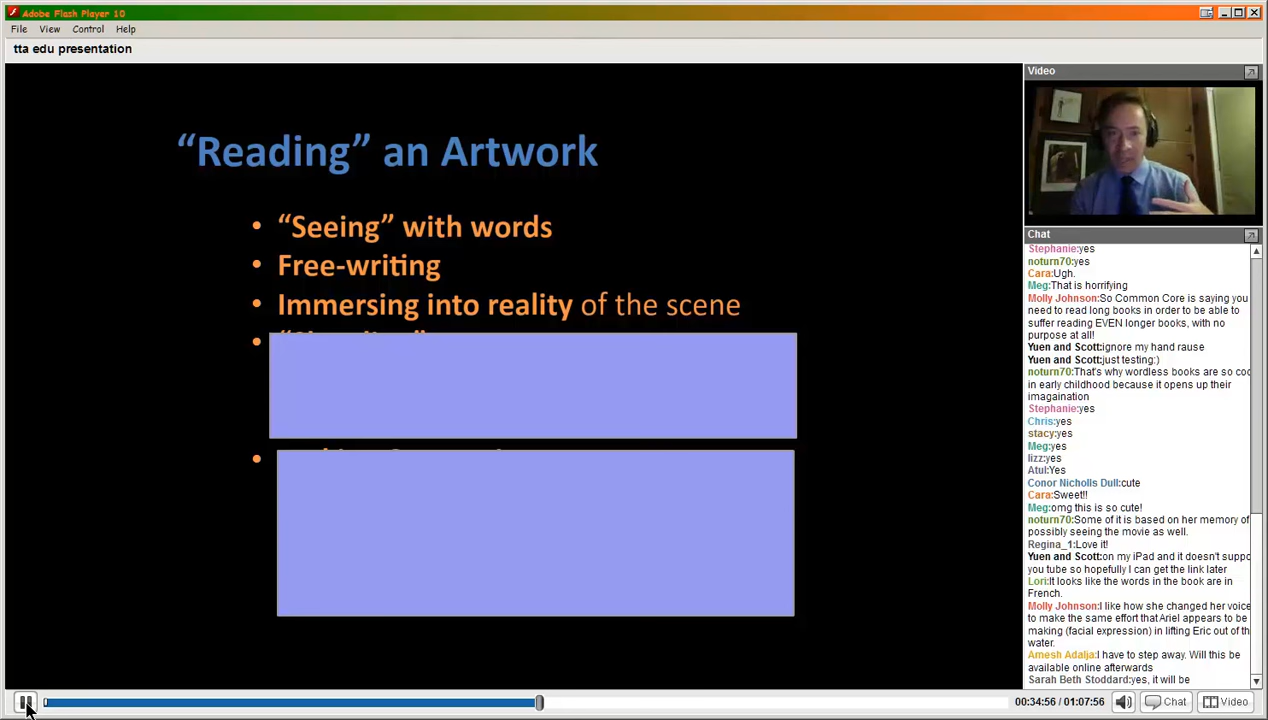 Adobe Flash Player 10
File View Control Help
tta edu presentation
“Reading” an Artwork
• “Seeing” with words
• Free-writing
• Immersing into reality of the scene
Video
Chat
Stephanie:yes
noturn70:yes
Cara:Ugh.
Meg:That is horrifying
Molly Johnson:So Common Core is saying you
need to read long books in order to be able to
suffer reading EVEN longer books, with no
purpose at all!
Yuen and Scott:ignore my hand rause
Yuen and Scott:just testing:)
noturn70:That's why wordless books are so coo
in early childhood because it opens up their
imagaination
Stephanie:yes
Chris:yes
stacy:yes
Meg:yes
lizz:yes
Atul:Yes
Conor Nicholls Dull:cute
Cara:Sweet!!
Meg:omg this is so cute!
noturn70:Some of it is based on her memory of
possibly seeing the movie as well.
Regina_1:Love it!
Yuen and Scott:on my iPad and it doesn't suppo
you tube so hopefully I can get the link later
Lori:It looks like the words in the book are in
French.
Molly Johnson:I like how she changed her voice
to make the same effort that Ariel appears to be
making (facial expression) in lifting Eric out of th
water.
Amesh Adalja:I have to step away. Will this be
available online afterwards
Sarah Beth Stoddard:yes, it will be
00:34:56 / 01:07:56
Chat
Video